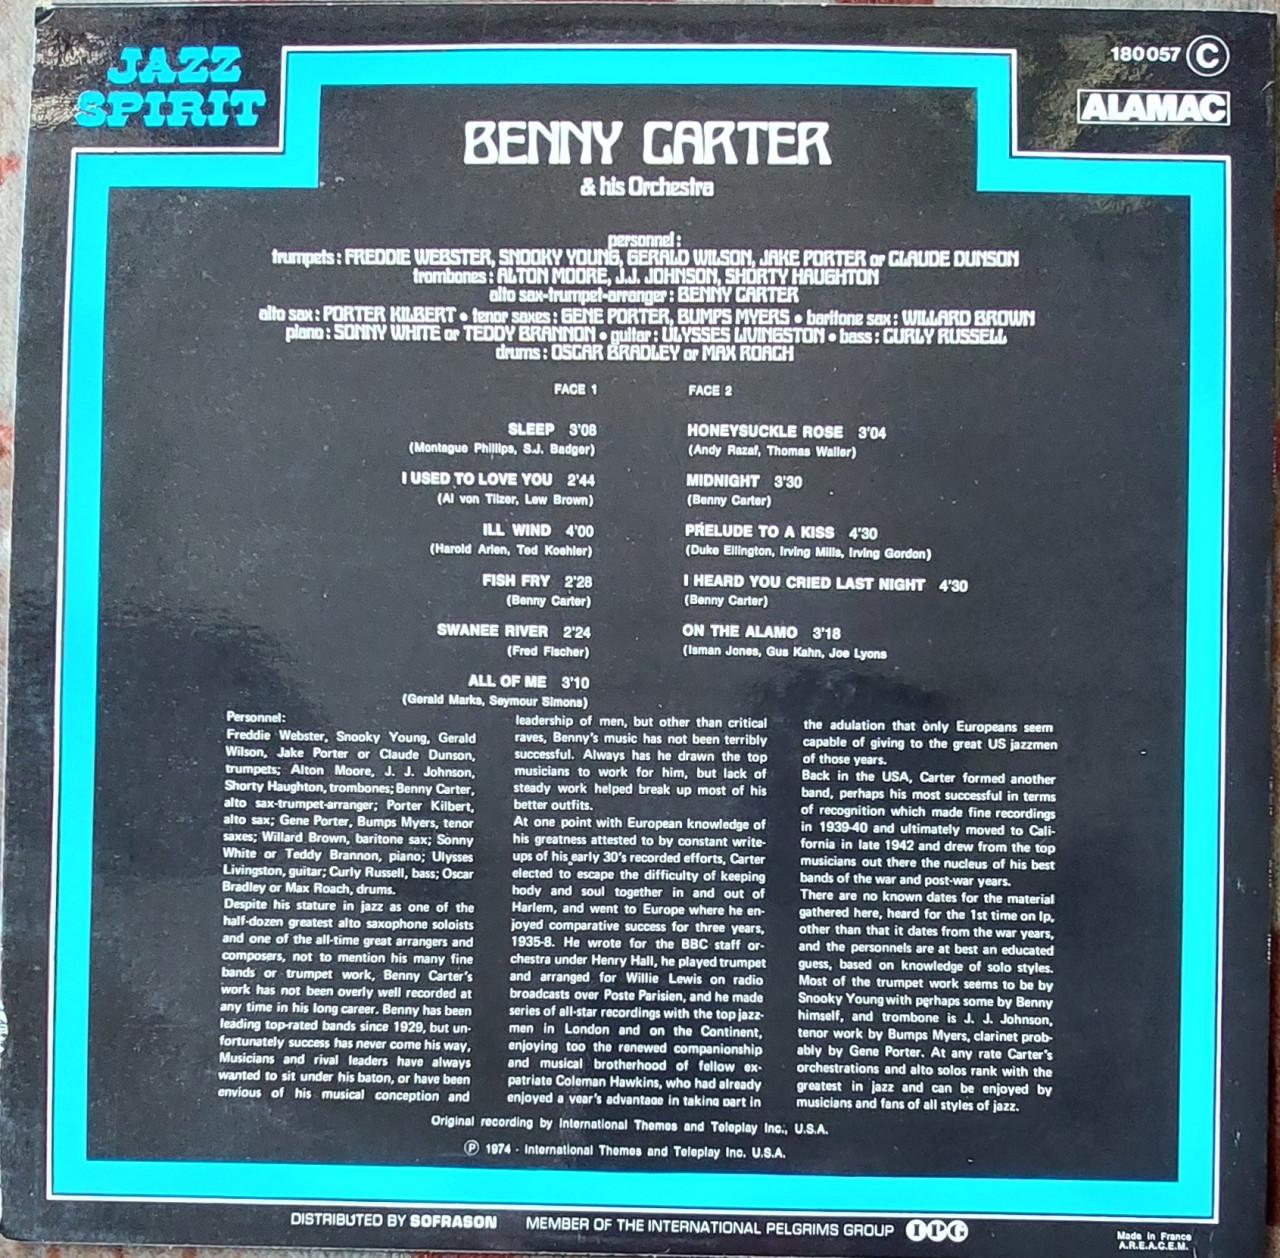 JAZZ
SPIRIT
180 057 C
ALAMAC
BENNY CARTER
& his Orchestra
personnel :
trumpets : FREDDIE WEBSTER, SNOOKY YOUNG, GERALD WILSON, JAKE PORTER or CLAUDE DUNSON
trombones : ALTON MOORE, J.J. JOHNSON, SHORTY HAUGHTON
alto sax-trumpet-arranger : BENNY CARTER
alto sax : PORTER KILBERT • tenor saxes : GENE PORTER, BUMPS MYERS • baritone sax : WILLARD BROWN
piano : SONNY WHITE or TEDDY BRANNON • guitar : ULYSSES LIVINGSTON • bass : CURLY RUSSELL
drums : OSCAR BRADLEY or MAX ROACH
FACE 1
SLEEP 3'08
(Montague Phillips, S.J. Badger)
I USED TO LOVE YOU 2'44
(Al von Tilzer, Lew Brown)
ILL WIND 4'00
(Harold Arlen, Ted Koehler)
FISH FRY 2'28
(Benny Carter)
SWANEE RIVER 2'24
(Fred Fischer)
ALL OF ME 3'10
(Gerald Marks, Seymour Simons)
FACE 2
HONEYSUCKLE ROSE 3'04
(Andy Razaf, Thomas Waller)
MIDNIGHT 3'30
(Benny Carter)
PRELUDE TO A KISS 4'30
(Duke Ellington, Irving Mills, Irving Gordon)
I HEARD YOU CRIED LAST NIGHT 4'30
(Benny Carter)
ON THE ALAMO 3'18
(Isman Jones, Gus Kahn, Joe Lyons
Personnel:
Freddie Webster, Snooky Young, Gerald
Wilson, Jake Porter or Claude Dunson,
trumpets; Alton Moore, J. J. Johnson,
Shorty Haughton, trombones; Benny Carter,
alto sax-trumpet-arranger; Porter Kilbert,
alto sax; Gene Porter, Bumps Myers, tenor
saxes; Willard Brown, baritone sax; Sonny
White or Teddy Brannon, piano; Ulysses
Livingston, guitar; Curly Russell, bass; Oscar
Bradley or Max Roach, drums.
Despite his stature in jazz as one of the
half-dozen greatest alto saxophone soloists
and one of the all-time great arrangers and
composers, not to mention his many fine
bands or trumpet work, Benny Carter's
work has not been overly well recorded at
any time in his long career. Benny has been
leading top-rated bands since 1929, but un-
fortunately success has never come his way,
Musicians and rival leaders have always
wanted to sit under his baton, or have been
envious of his musical conception and
leadership of men, but other than critical
raves, Benny's music has not been terribly
successful. Always has he drawn the top
musicians to work for him, but lack of
steady work helped break up most of his
better outfits.
At one point with European knowledge of
his greatness attested to by constant write-
ups of his early 30's recorded efforts, Carter
elected to escape the difficulty of keeping
body and soul together in and out of
Harlem, and went to Europe where he en-
joyed comparative success for three years,
1935-8. He wrote for the BBC staff or-
chestra under Henry Hall, he played trumpet
and arranged for Willie Lewis on radio
broadcasts over Poste Parisien, and he made
series of all-star recordings with the top jazz-
men in London and on the Continent,
enjoying too the renewed companionship
and musical brotherhood of fellow ex-
patriate Coleman Hawkins, who had already
enjoyed a year's advantage in taking part in
the adulation that only Europeans seem
capable of giving to the great US jazzmen
of those years.
Back in the USA, Carter formed another
band, perhaps his most successful in terms
of recognition which made fine recordings
in 1939-40 and ultimately moved to Cali-
fornia in late 1942 and drew from the top
musicians out there the nucleus of his best
bands of the war and post-war years.
There are no known dates for the material
gathered here, heard for the 1st time on lp,
other than that it dates from the war years,
and the personnels are at best an educated
guess, based on knowledge of solo styles.
Most of the trumpet work seems to be by
Snooky Young with perhaps some by Benny
himself, and trombone is J. J. Johnson,
tenor work by Bumps Myers, clarinet prob-
ably by Gene Porter. At any rate Carter's
orchestrations and alto solos rank with the
greatest in jazz and can be enjoyed by
musicians and fans of all styles of jazz.
Original recording by International Themes and Teleplay Inc., U.S.A.
Ⓟ 1974 - International Themes and Teleplay Inc. U.S.A.
DISTRIBUTED BY SOFRASON MEMBER OF THE INTERNATIONAL PELGRIMS GROUP IPG
Made in France
A.R.E.A.C.E.M.